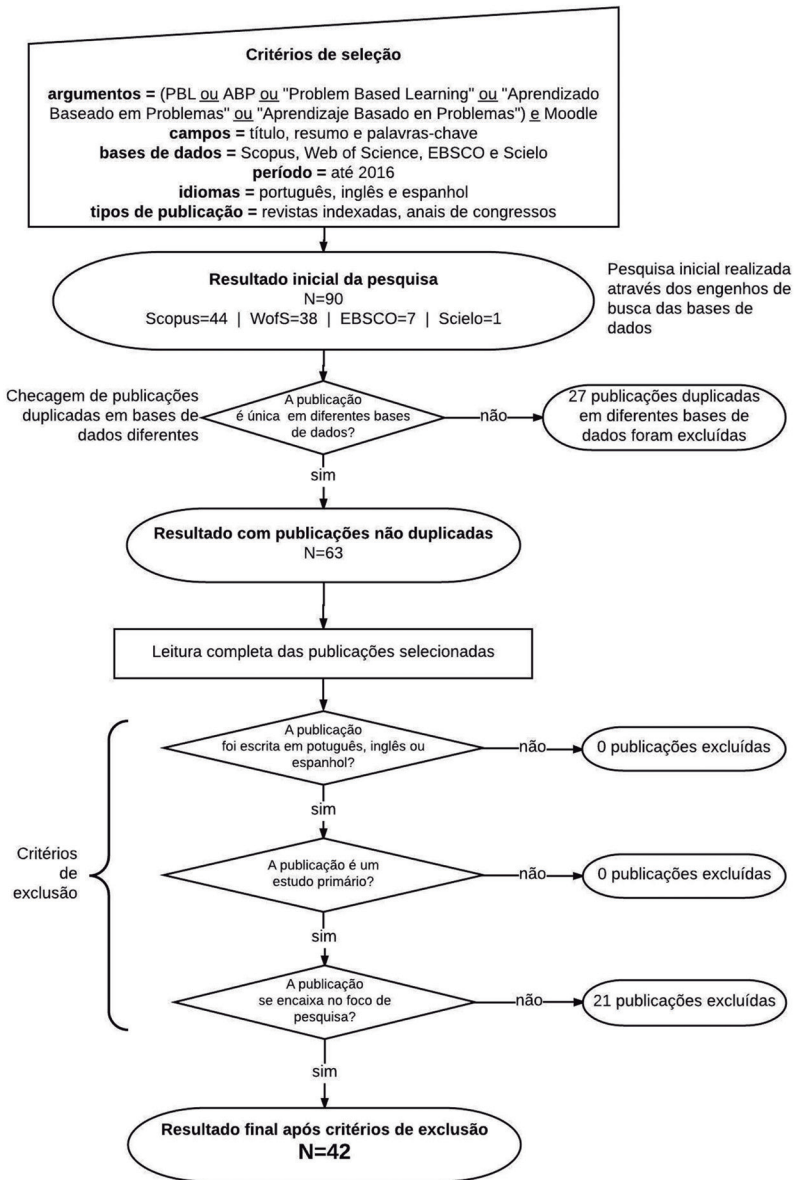 Critérios de seleção
argumentos = (PBL ou ABP ou "Problem Based Learning" ou "Aprendizado
Baseado em Problemas" ou "Aprendizaje Basado en Problemas") e Moodle
campos = título, resumo e palavras-chave
bases de dados = Scopus, Web of Science, EBSCO e Scielo
período = até 2016
idiomas = português, inglês e espanhol
tipos de publicação = revistas indexadas, anais de congressos
Resultado inicial da pesquisa
N=90
Scopus=44 | WofS=38 | EBSCO=7 | Scielo=1
Pesquisa inicial realizada
através dos engenhos de
busca das bases de
dados
Checagem de publicações
duplicadas em bases de
dados diferentes
A publicação
é única em diferentes bases
de dados?
não
27 publicações duplicadas
em diferentes bases de
dados foram excluídas
sim
Resultado com publicações não duplicadas
N=63
Leitura completa das publicações selecionadas
A publicação
foi escrita em potuguês, inglês ou
espanhol?
não
0 publicações excluídas
sim
Critérios
de
exclusão
A publicação é um
estudo primário?
não
0 publicações excluídas
sim
A publicação
se encaixa no foco de
pesquisa?
não
21 publicações excluídas
sim
Resultado final após critérios de exclusão
N=42